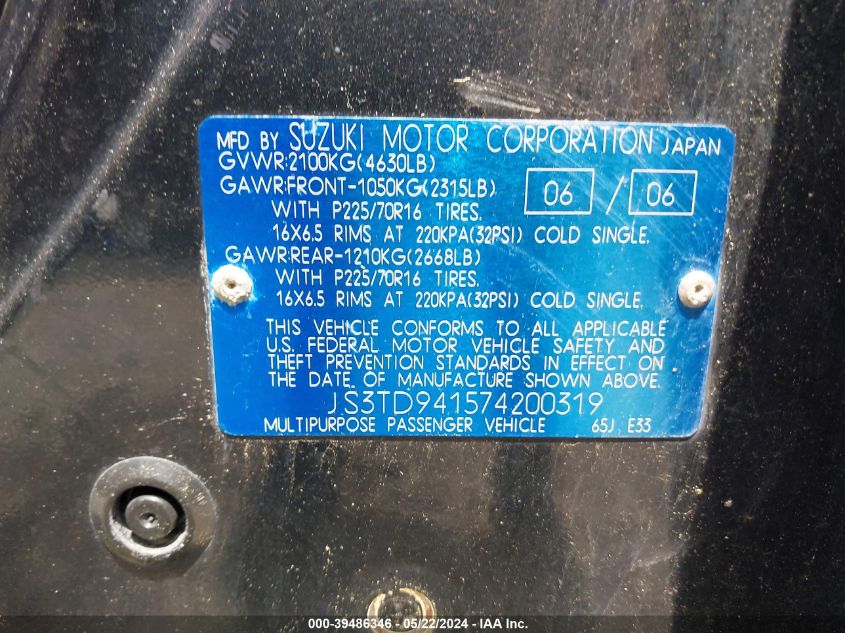 MFD BY SUZUKI MOTOR CORPORATION JAPAN
GVWR:2100KG(4630LB)
GAWR:FRONT-1050KG(2315LB) 06 / 06
WITH P225/70R16 TIRES.
16X6.5 RIMS AT 220KPA(32PSI) COLD SINGLE.
GAWR:REAR-1210KG(2668LB)
WITH P225/70R16 TIRES.
16X6.5 RIMS AT 220KPA(32PSI) COLD SINGLE.
THIS VEHICLE CONFORMS TO ALL APPLICABLE
U.S. FEDERAL MOTOR VEHICLE SAFETY AND
THEFT PREVENTION STANDARDS IN EFFECT ON
THE DATE OF MANUFACTURE SHOWN ABOVE.
JS3TD941574200319
MULTIPURPOSE PASSENGER VEHICLE 65J, E33
000-39486346 - 05/22/2024 - IAA Inc.